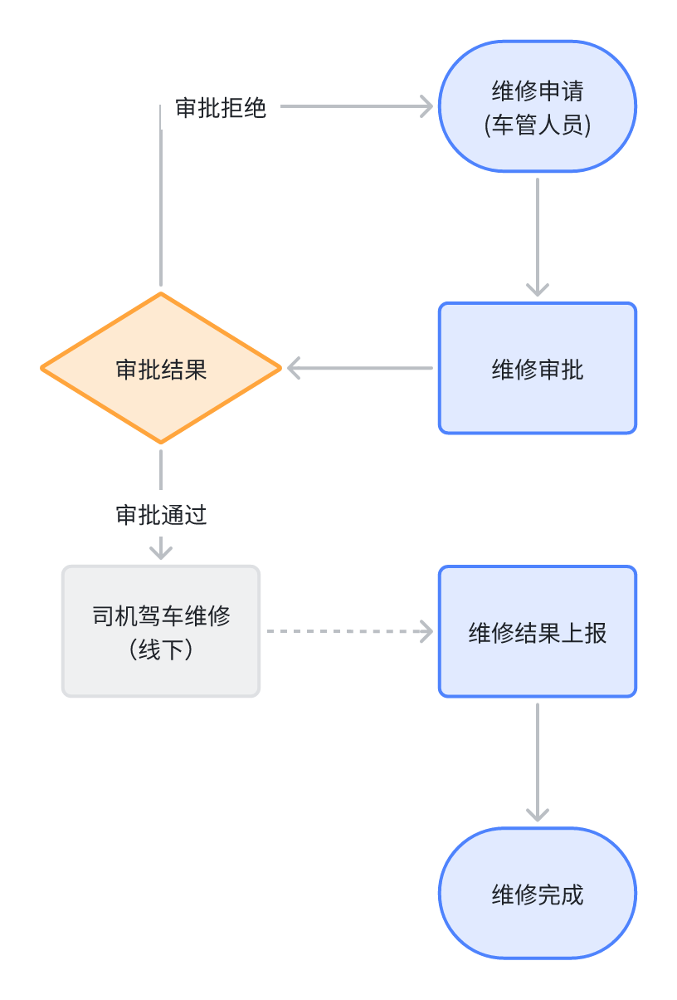 审批拒绝
维修申请
(车管人员)
审批结果
维修审批
审批通过
司机驾车维修
（线下）
维修结果上报
维修完成